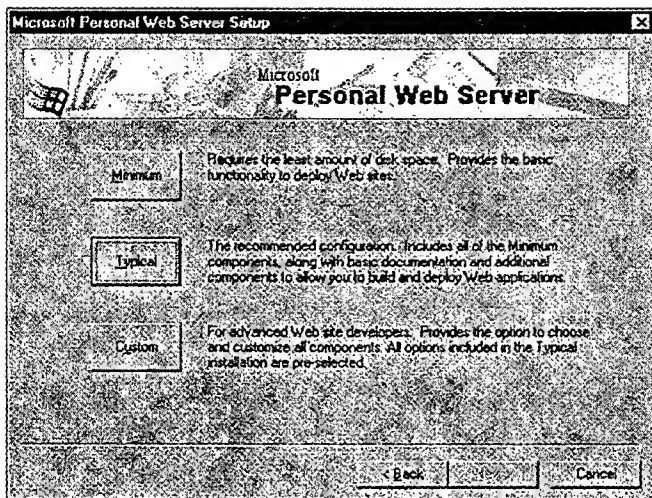 Microsoft Personal Web Server Setup
Microsoft
Personal Web Server
Minimum
Requires the least amount of disk space. Provides the basic
functionality to deploy Web sites.
Typical
The recommended configuration. Includes all of the Minimum
components, along with basic documentation and additional
components to allow you to build and deploy Web applications.
Custom
For advanced Web site developers. Provides the option to choose
and customize all components. All options included in the Typical
installation are pre-selected.
< Back
Cancel